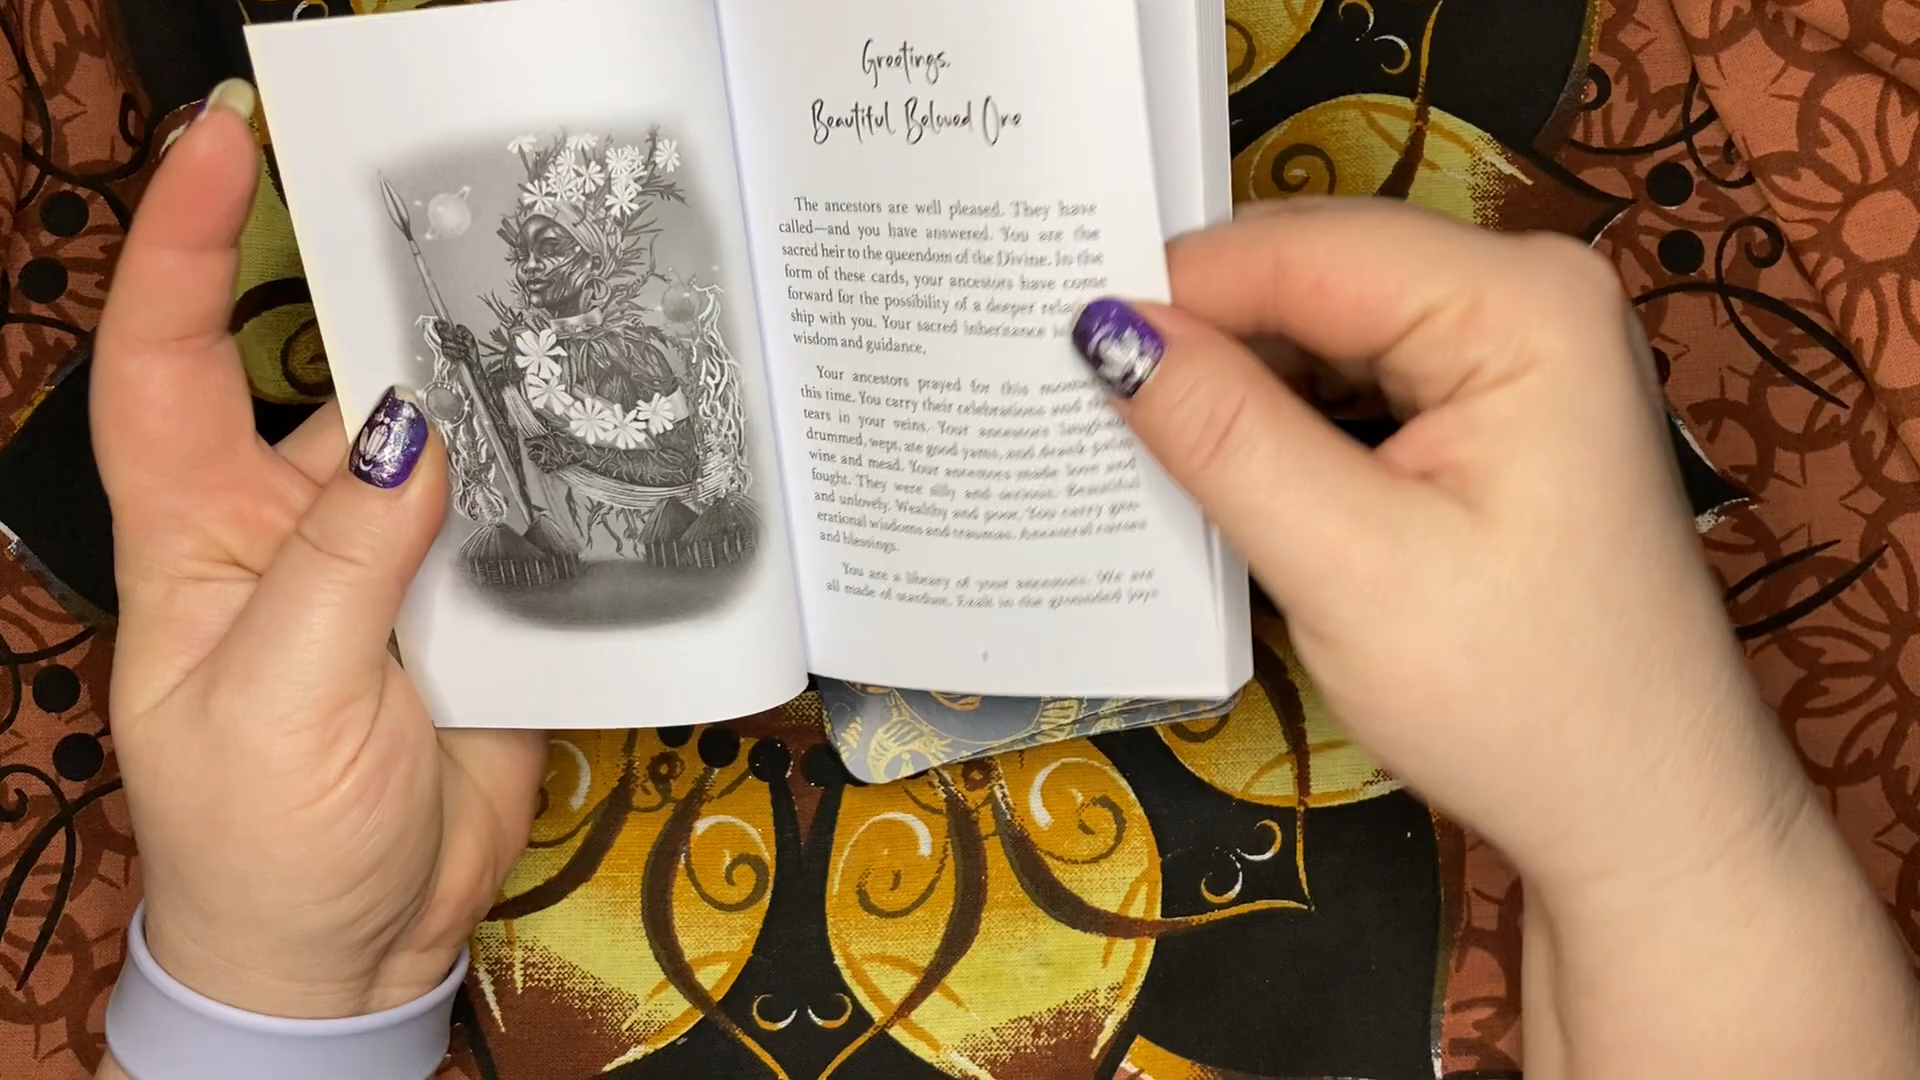 Greetings,
Beautiful Beloved One
The ancestors are well pleased. They have
called—and you have answered. You are the
sacred heir to the queendom of the Divine. In the
form of these cards, your ancestors have come
forward for the possibility of a deeper
ship with you. Your sacred inheritance
wisdom and guidance.
Your ancestors prayed for this
this time. You carry their celebrations and
tears in your veins. Your ancestors
drummed, wept, ate good yams, and drank palm
wine and mead. Your ancestors made love and
fought. They were silly and serious. Beautiful
and unlovely. Wealthy and poor. You carry gen-
erational wisdoms and traumas. Ancestral curses
and blessings.
You are a library of your ancestors. We are
all made of stardust. in the grounded joys